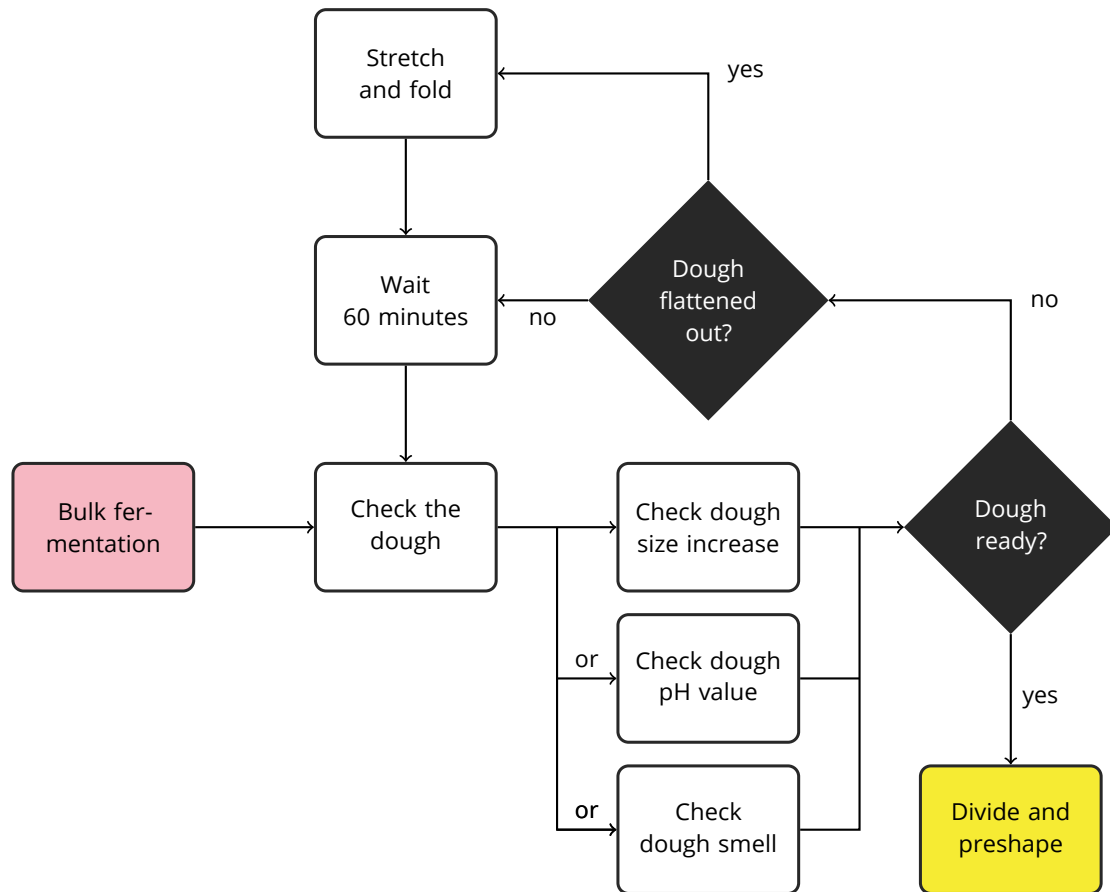 Stretch
and fold
yes
Wait
60 minutes
no
Dough
flattened
out?
no
Bulk fer-
mentation
Check the
dough
Check dough
size increase
Dough
ready?
or
Check dough
pH value
yes
or
Check
dough smell
Divide and
preshape